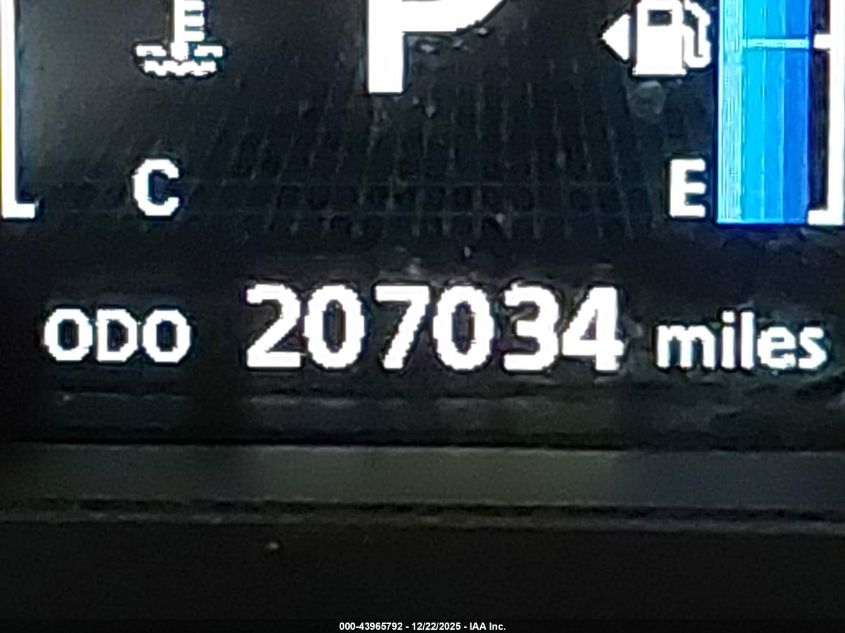 P
C E
ODO 207034 miles
000-43965792 - 12/22/2025 - IAA Inc.